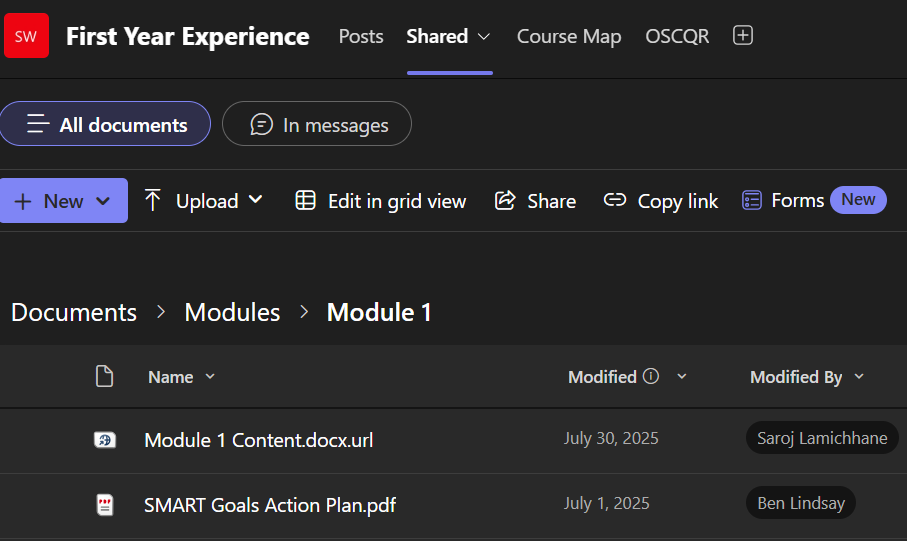 SW First Year Experience Posts Shared Course Map OSCQR
All documents In messages
New Upload Edit in grid view Share Copy link Forms New
Documents > Modules > Module 1
Name Modified Modified By
Module 1 Content.docx.url July 30, 2025 Saroj Lamichhane
SMART Goals Action Plan.pdf July 1, 2025 Ben Lindsay